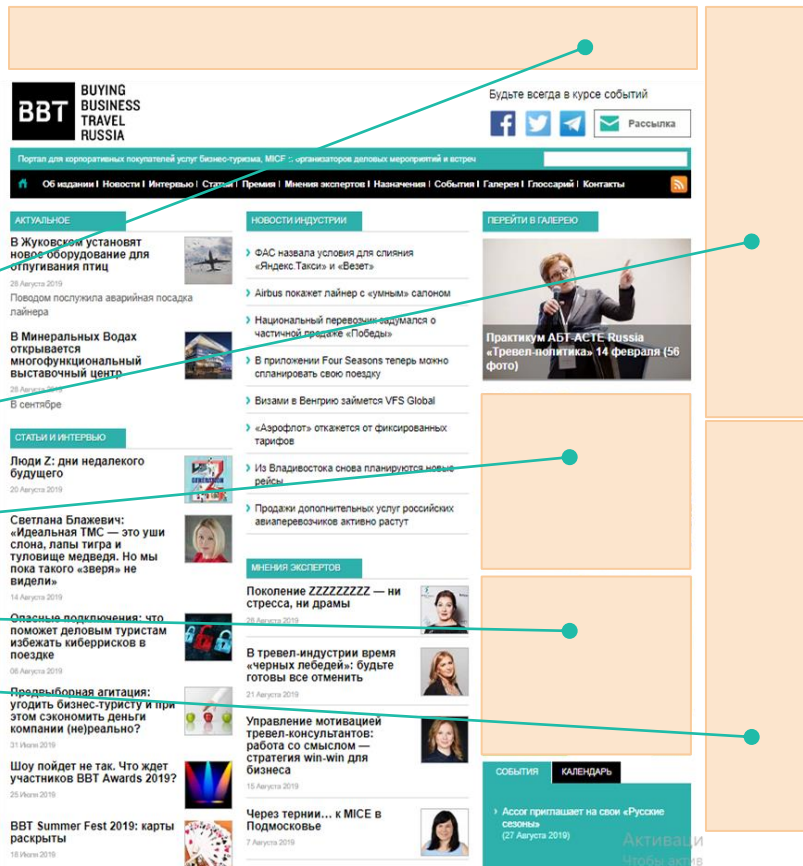 BBT
BUYING
BUSINESS
TRAVEL
RUSSIA
Будьте всегда в курсе событий
Рассылка
Портал для корпоративных покупателей услуг бизнес-туризма, MICE организаторов деловых мероприятий и встреч
Об издании I Новости I Интервью I Статьи I Премия I Мнения экспертов I Назначения I События I Галерея I Глоссарий I Контакты
АКТУАЛЬНОЕ
В Жуковском установят
новое оборудование для
отпугивания птиц
28 Августа 2019
Поводом послужила аварийная посадка
лайнера
В Минеральных Водах
открывается
многофункциональный
выставочный центр
28 Августа 2019
В сентябре
СТАТЬИ И ИНТЕРВЬЮ
Люди Z: дни недалекого
будущего
20 Августа 2019
Z
GENERATION
Светлана Блажевич:
«Идеальная ТМС — это уши
слона, лапы тигра и
туловище медведя. Но мы
пока такого «зверя» не
видели»
14 Августа 2019
Опасные подключения: что
поможет деловым туристам
избежать киберрисков в
поездке
08 Августа 2019
Предвыборная агитация:
угодить бизнес-туристу и при
этом сэкономить деньги
компании (не)реально?
31 Июля 2019
Шоу пойдет не так. Что ждет
участников BBT Awards 2019?
25 Июля 2019
BBT Summer Fest 2019: карты
раскрыты
18 Июля 2019
НОВОСТИ ИНДУСТРИИ
ФАС назвала условия для слияния
«Яндекс.Такси» и «Везет»
Airbus покажет лайнер с «умным» салоном
Национальный перевозчик задумался о
частичной продаже «Победы»
В приложении Four Seasons теперь можно
спланировать свою поездку
Визами в Венгрию займется VFS Global
«Аэрофлот» откажется от фиксированных
тарифов
Из Владивостока снова планируются новые
рейсы
Продажи дополнительных услуг российских
авиаперевозчиков активно растут
МНЕНИЯ ЭКСПЕРТОВ
Поколение ZZZZZZZZZ — ни
стресса, ни драмы
28 Августа 2019
В тревел-индустрии время
«черных лебедей»: будьте
готовы все отменить
21 Августа 2019
Управление мотивацией
тревел-консультантов:
работа со смыслом —
стратегия win-win для
бизнеса
15 Августа 2019
Через тернии… к MICE в
Подмосковье
7 Августа 2019
ПЕРЕЙТИ В ГАЛЕРЕЮ
Практикум АБТ-ACTE Russia
«Тревел-политика» 14 февраля (56
фото)
СОБЫТИЯ
КАЛЕНДАРЬ
Accor приглашает на свои «Русские
сезоны»
(27 Августа 2019)
Активаци
Чтобы актив